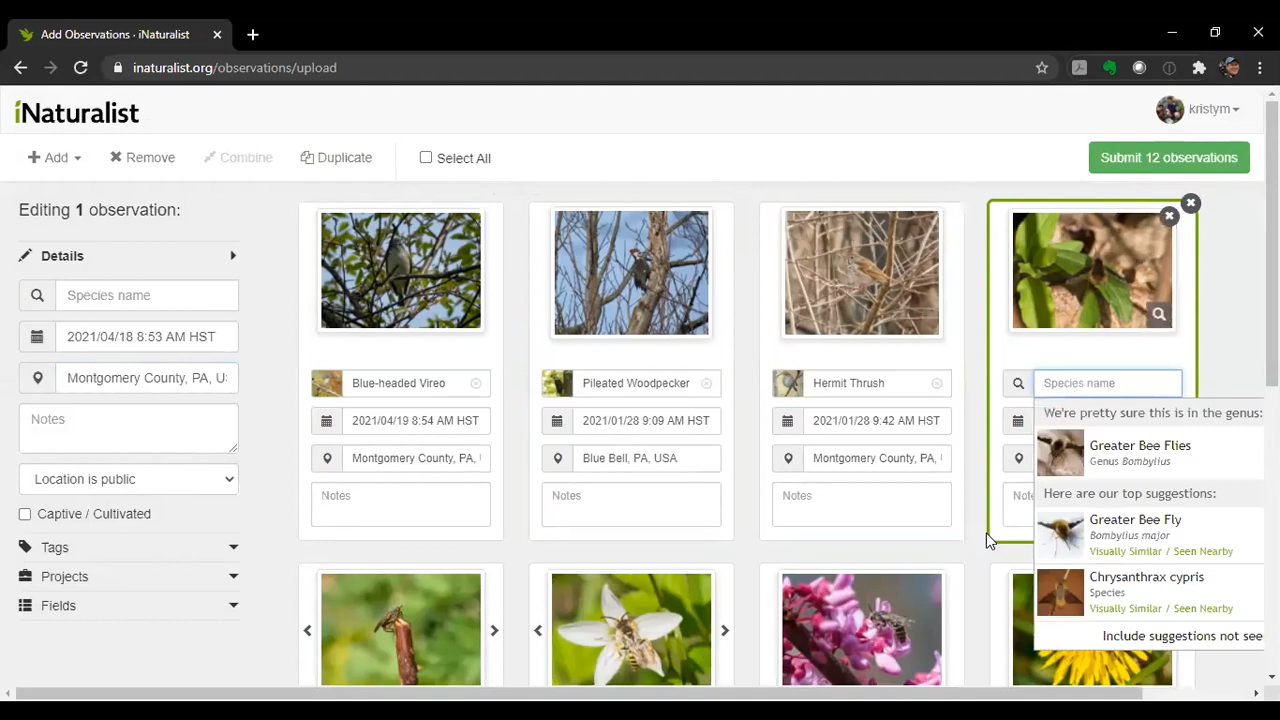 Add Observations · iNaturalist
inaturalist.org/observations/upload
iNaturalist
kristym
Add
Remove
Combine
Duplicate
Select All
Submit 12 observations
Editing 1 observation:
Details
Species name
2021/04/18 8:53 AM HST
Montgomery County, PA, U
Notes
Location is public
Captive / Cultivated
Tags
Projects
Fields
Blue-headed Vireo
2021/04/19 8:54 AM HST
Montgomery County, PA,
Notes
Pileated Woodpecker
2021/01/28 9:09 AM HST
Blue Bell, PA, USA
Notes
Hermit Thrush
2021/01/28 9:42 AM HST
Montgomery County, PA,
Notes
Species name
We're pretty sure this is in the genus:
Greater Bee Flies
Genus Bombylius
Here are our top suggestions:
Greater Bee Fly
Bombylius major
Visually Similar / Seen Nearby
Chrysanthrax cypris
Species
Visually Similar / Seen Nearby
Include suggestions not see